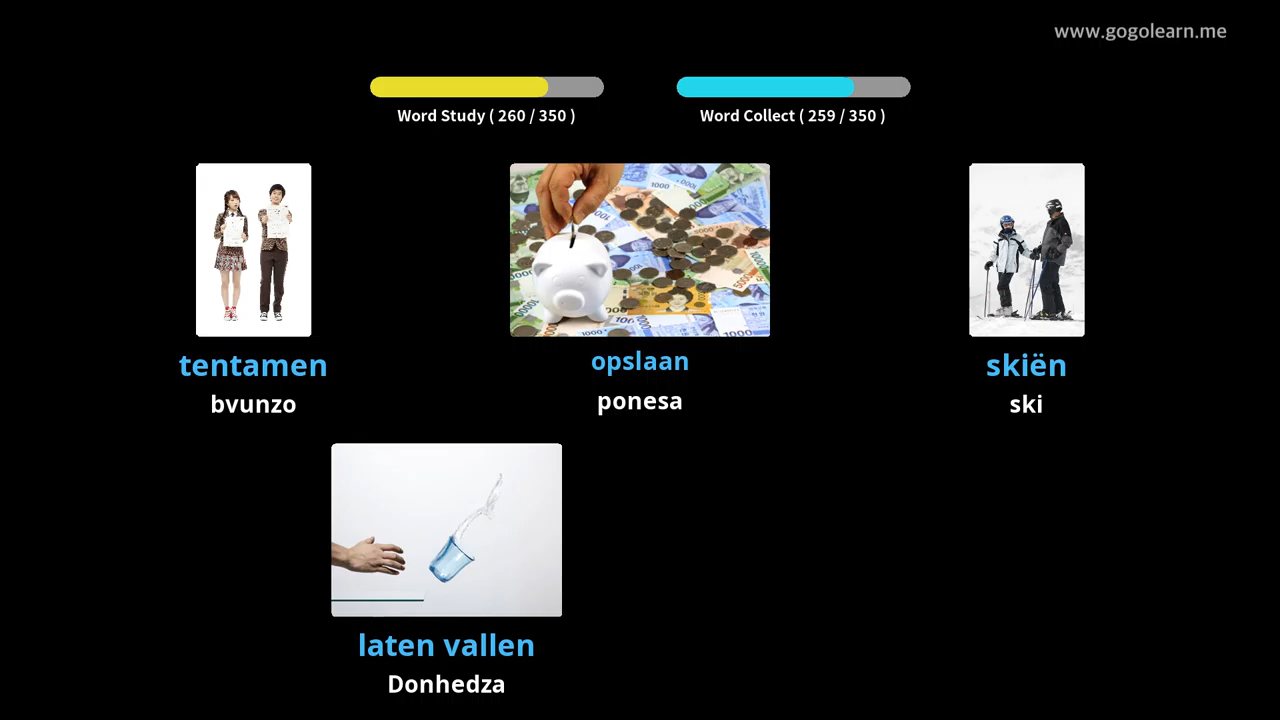 www.gogolearn.me
Word Study ( 260 / 350 )
Word Collect ( 259 / 350 )
tentamen
bvunzo
opslaan
ponesa
skiën
ski
laten vallen
Donhedza